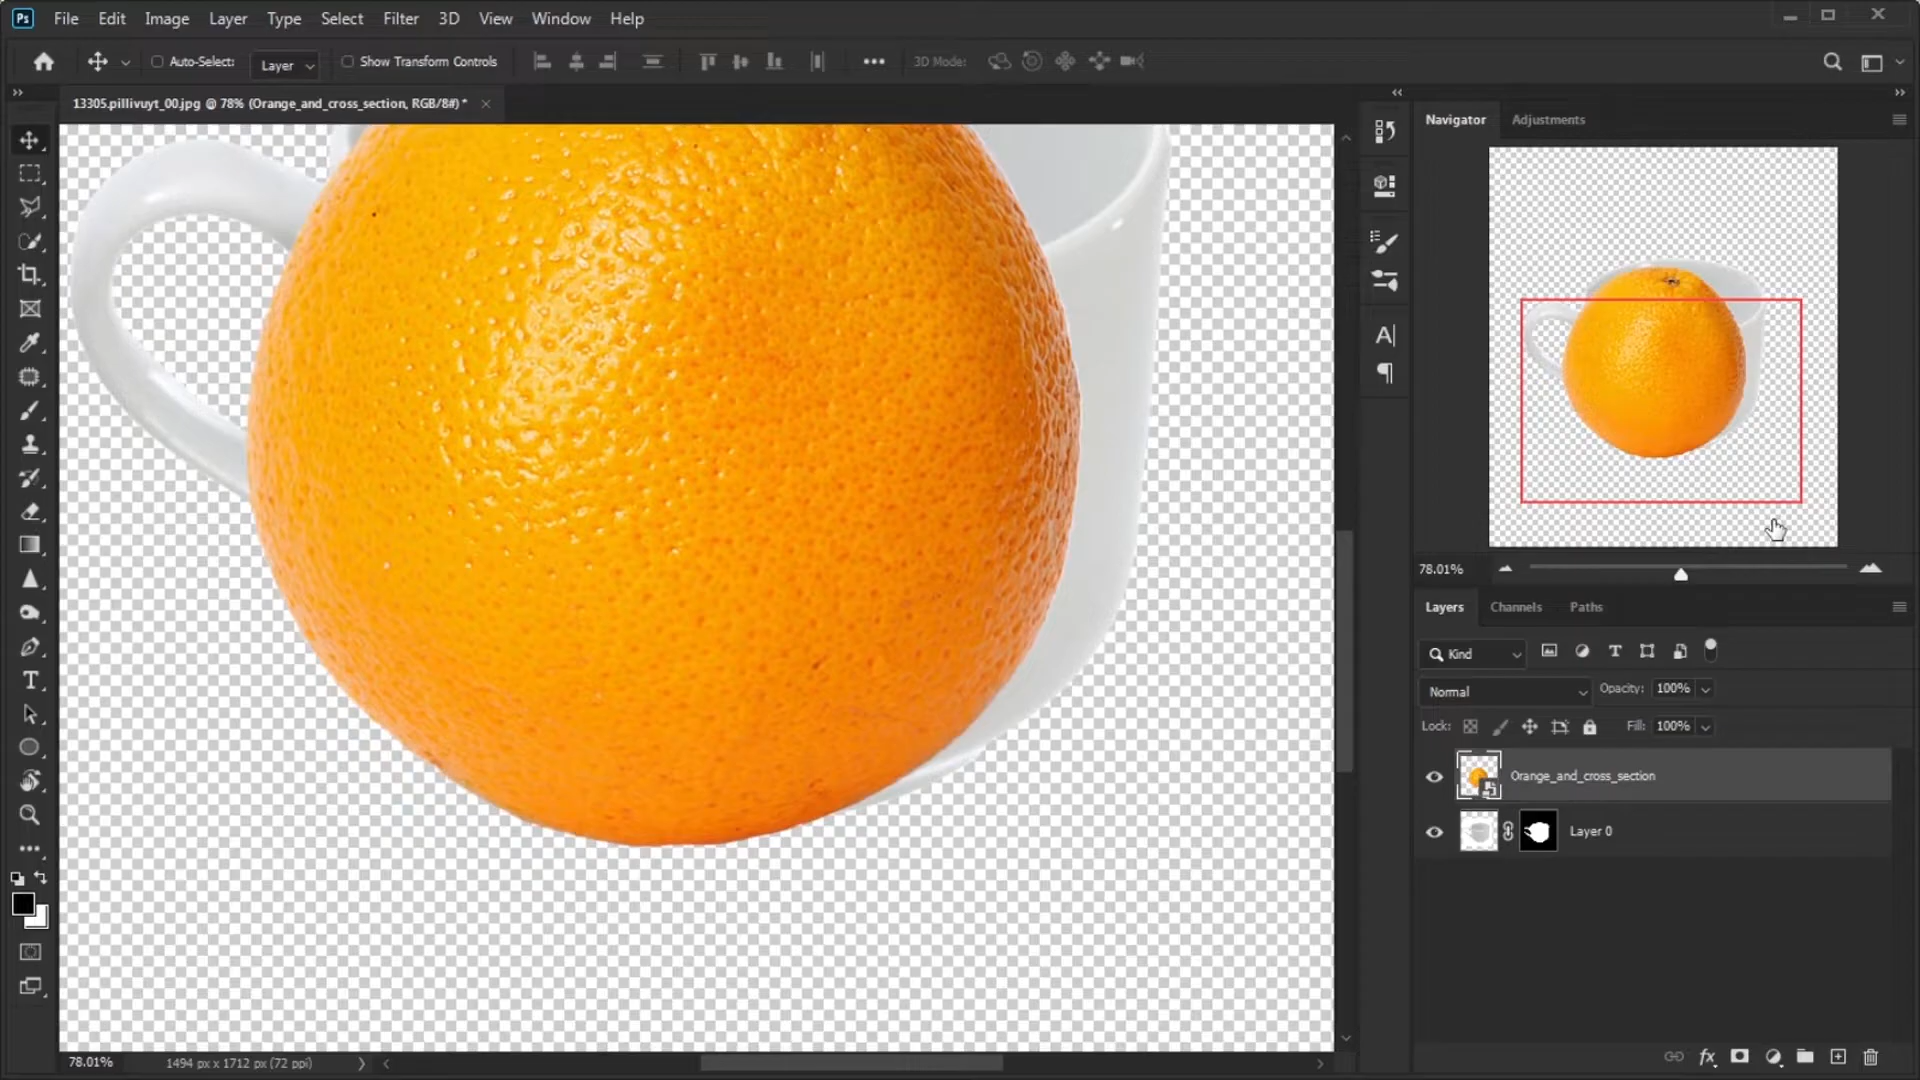 Ps File Edit Image Layer Type Select Filter 3D View Window Help
Auto-Select: Layer Show Transform Controls 3D Mode:
13305.pillivuyt_00.jpg @ 78% (Orange_and_cross_section, RGB/8#) *
Navigator Adjustments
78.01%
Layers Channels Paths
Kind
Normal Opacity: 100%
Lock: Fill: 100%
Orange_and_cross_section
Layer 0
78.01% 1494 px x 1712 px (72 ppi)